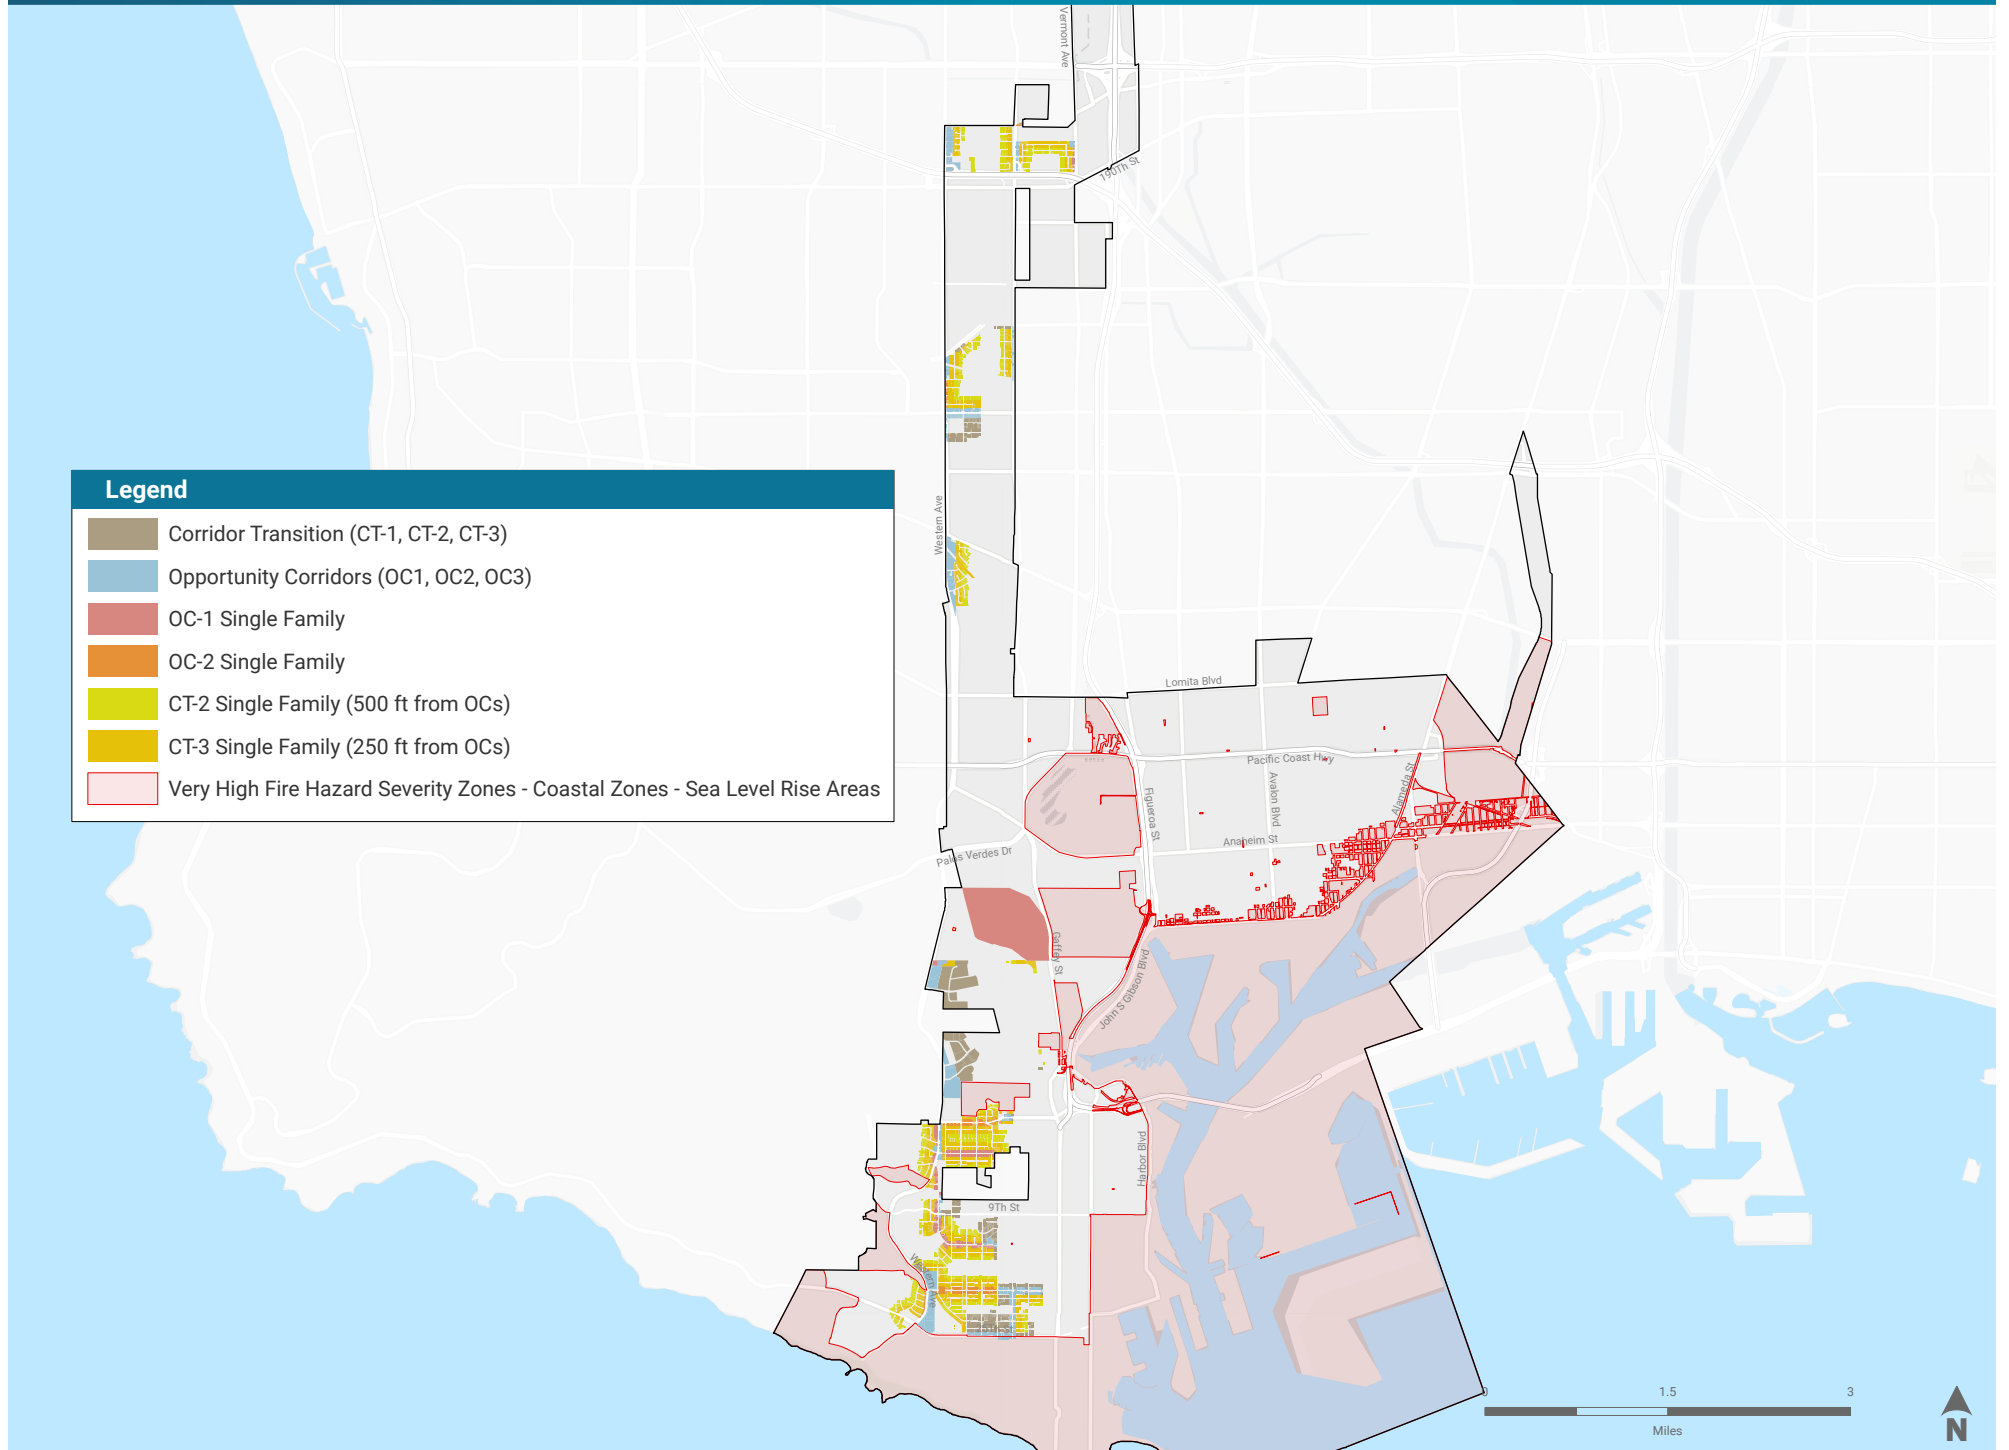 Vermont Ave
190Th St
Legend
Corridor Transition (CT-1, CT-2, CT-3)
Opportunity Corridors (OC1, OC2, OC3)
OC-1 Single Family
OC-2 Single Family
CT-2 Single Family (500 ft from OCs)
CT-3 Single Family (250 ft from OCs)
Very High Fire Hazard Severity Zones - Coastal Zones - Sea Level Rise Areas
Western Ave
Lomita Blvd
Pacific Coast Hwy
Figueroa St
Avalon Blvd
Alameda St
Anaheim St
Palos Verdes Dr
Gaffey St
John S Gibson Blvd
Harbor Blvd
9Th St
Western Ave
25Th St
0 1.5 3
Miles
N